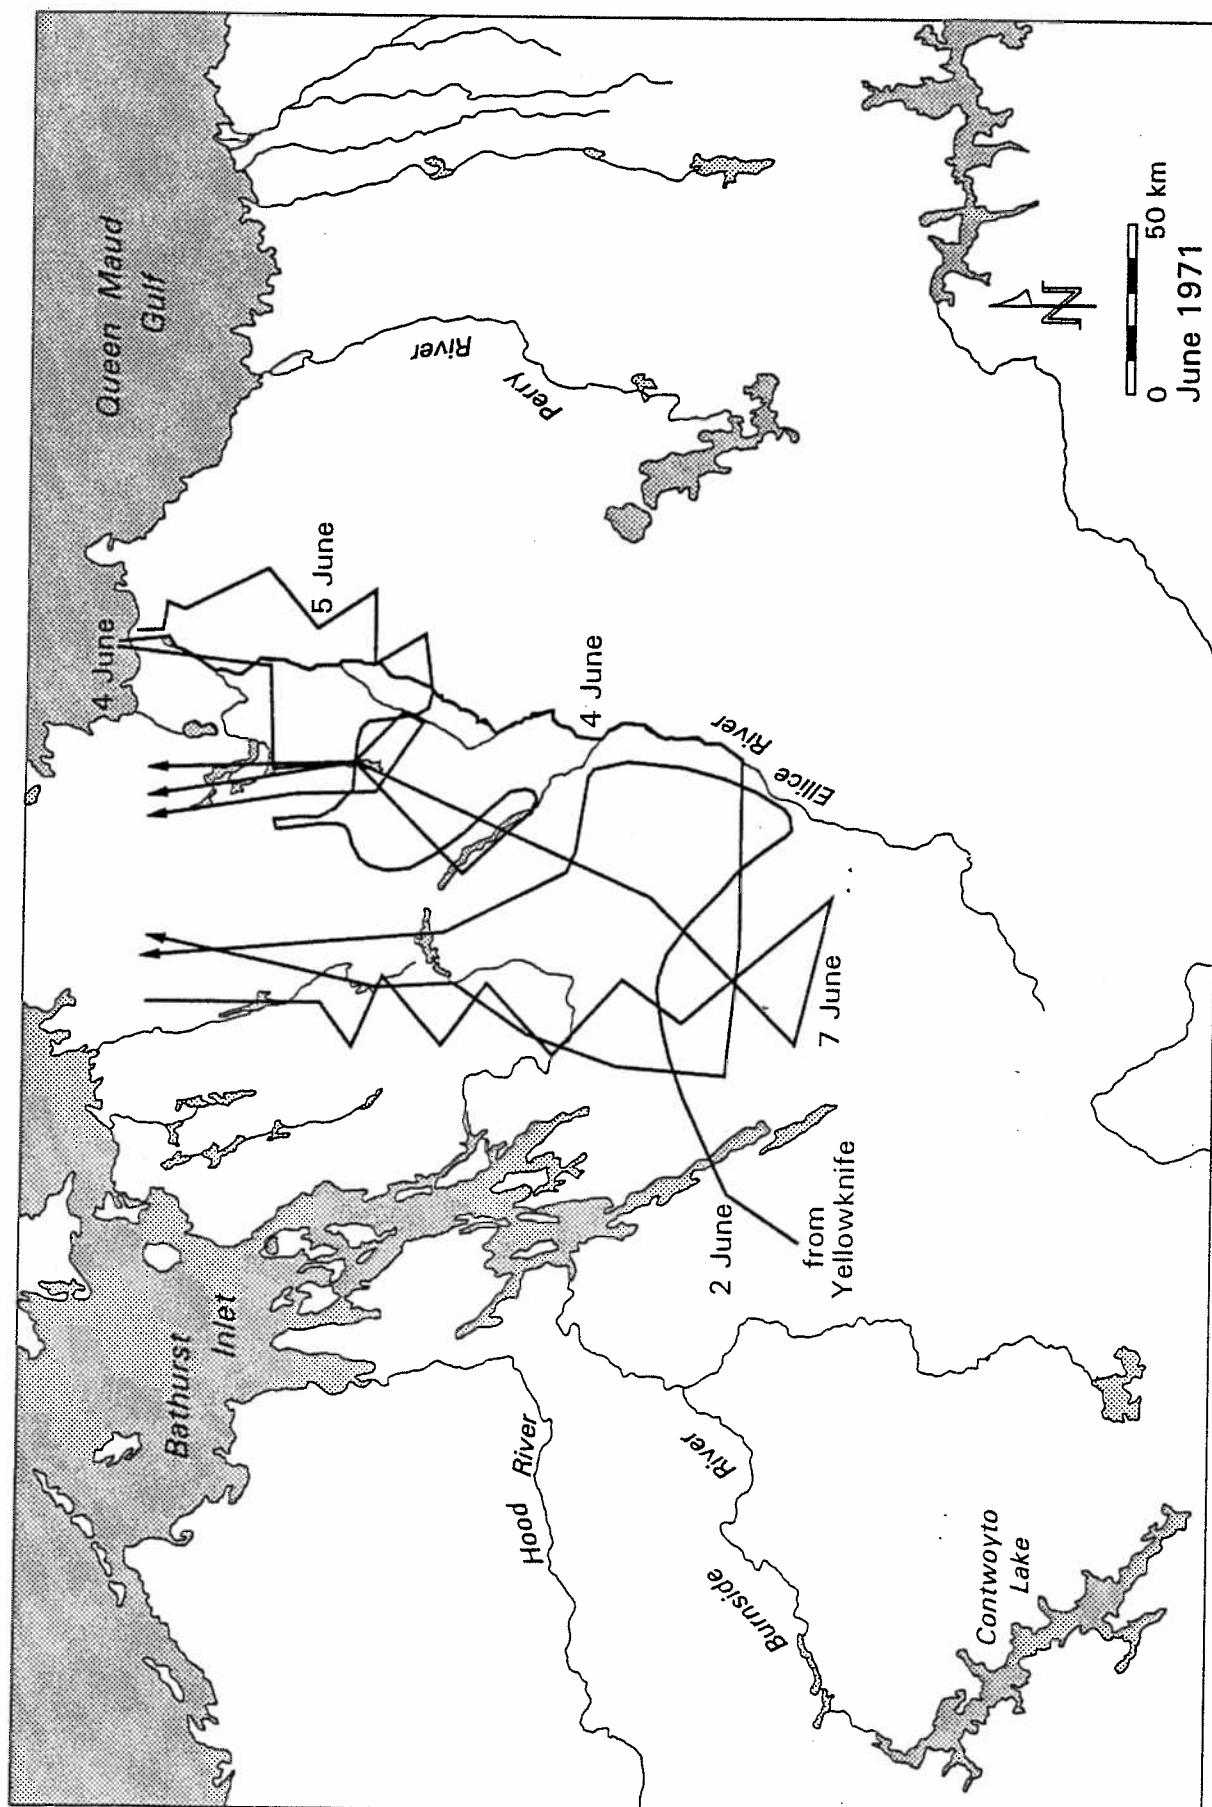 Queen Maud
Gulf
Bathurst
Inlet
4 June
5 June
4 June
Perry
River
Ellice
River
Hood River
2 June
from
Yellowknife
7 June
Burnside
River
Contwoyto
Lake
N
0 50 km
June 1971